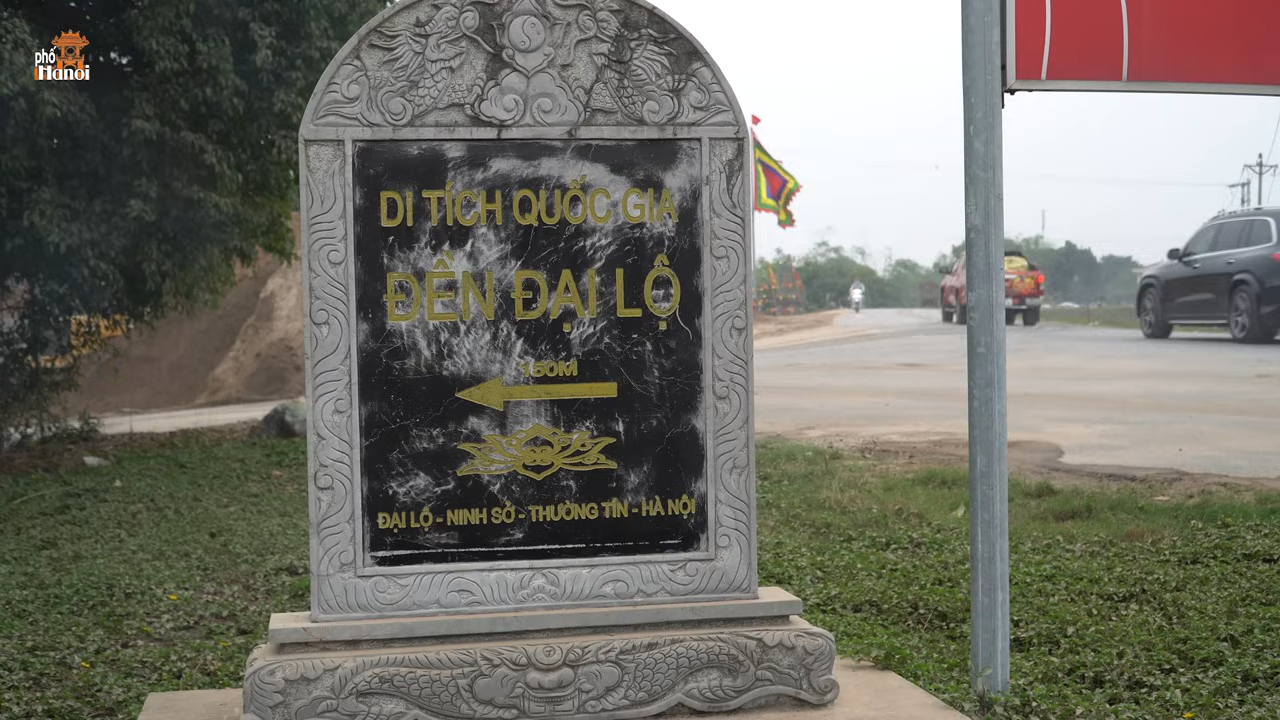 phố
Hanoi
DI TÍCH QUỐC GIA
ĐỀN ĐẠI LỘ
150M
ĐẠI LỘ - NINH SỞ - THƯỜNG TÍN - HÀ NỘI